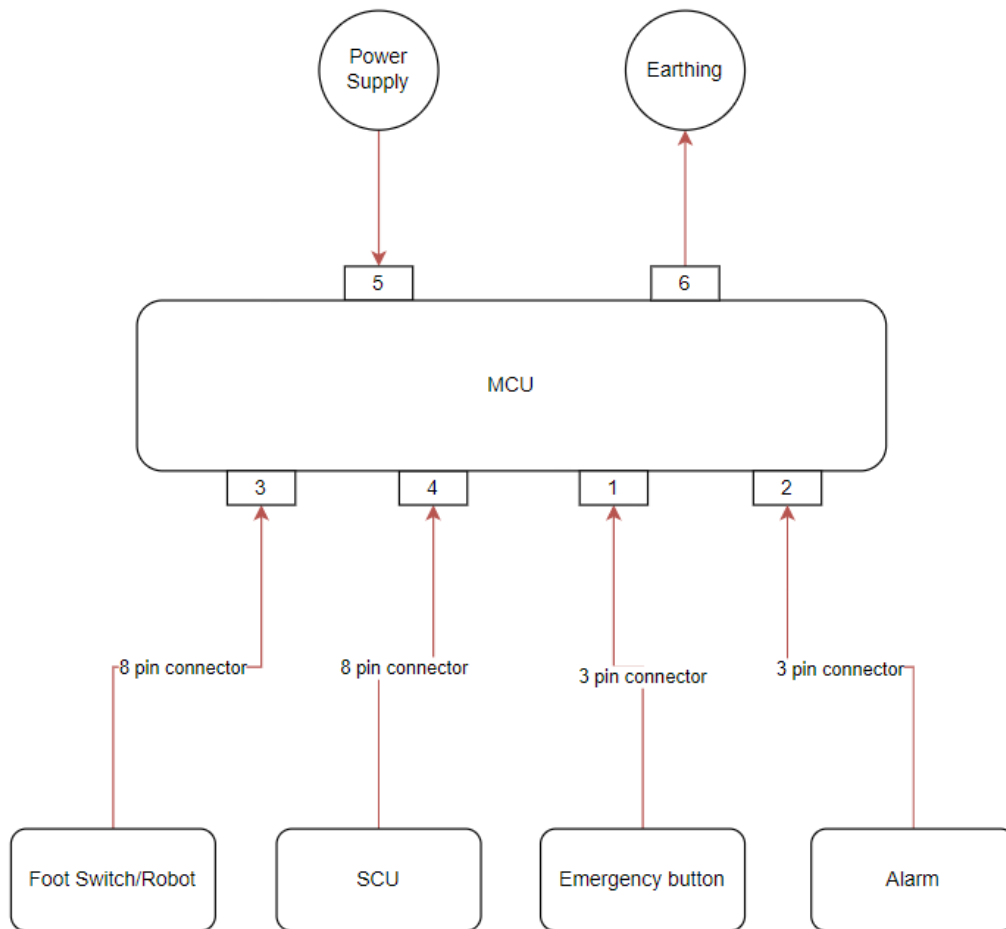 Power
Supply
Earthing
5
6
MCU
3
4
1
2
8 pin connector
8 pin connector
3 pin connector
3 pin connector
Foot Switch/Robot
SCU
Emergency button
Alarm